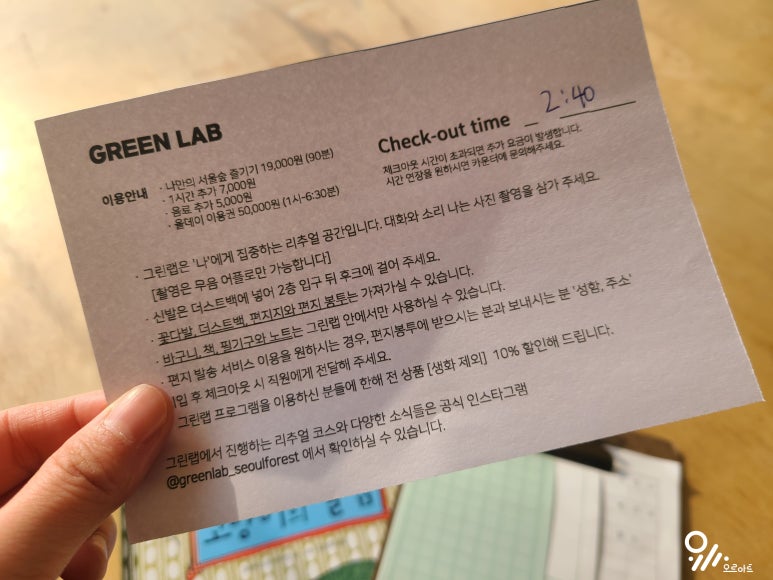 GREEN LAB
Check-out time 2:40
체크아웃 시간이 초과되면 추가 요금이 발생합니다.
시간 연장을 원하시면 카운터에 문의해주세요.
이용안내
· 나만의 서울숲 즐기기 19,000원 (90분)
· 1시간 추가 7,000원
· 음료 추가 5,000원
· 올데이 이용권 50,000원 (1시-6:30분)
· 그린랩은 '나'에게 집중하는 리추얼 공간입니다. 대화와 소리 나는 사진 촬영을 삼가 주세요.
[촬영은 무음 어플로만 가능합니다]
· 신발은 더스트백에 넣어 2층 입구 뒤 후크에 걸어 주세요.
· 꽃다발, 더스트백, 편지지와 편지 봉투는 가져가실 수 있습니다.
· 바구니, 책, 필기구와 노트는 그린랩 안에서만 사용하실 수 있습니다.
· 편지 발송 서비스 이용을 원하시는 경우, 편지봉투에 받으시는 분과 보내시는 분 '성함, 주소'
기입 후 체크아웃 시 직원에게 전달해 주세요.
그린랩 프로그램을 이용하신 분들에 한해 전 상품 [생화 제외] 10% 할인해 드립니다.
그린랩에서 진행하는 리추얼 코스와 다양한 소식들은 공식 인스타그램
@greenlab_seoulforest 에서 확인하실 수 있습니다.
오르아트